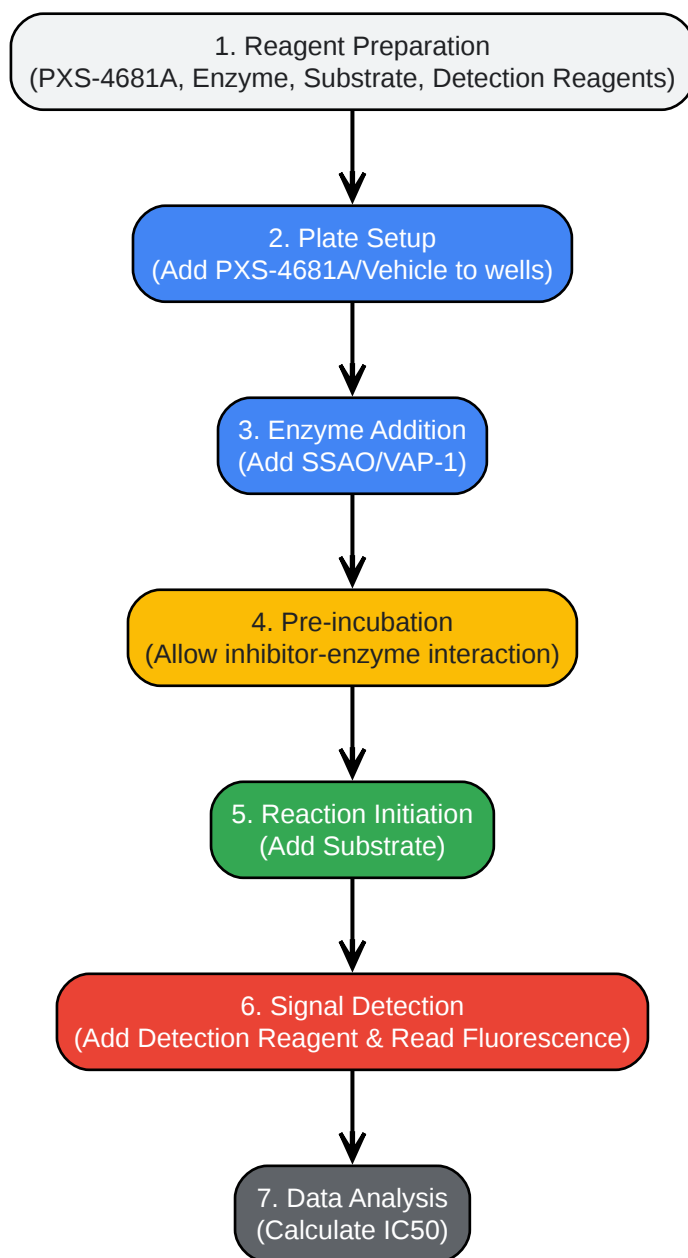 1. Reagent Preparation
(PXS-4681A, Enzyme, Substrate, Detection Reagents)
2. Plate Setup
(Add PXS-4681A/Vehicle to wells)
3. Enzyme Addition
(Add SSAO/VAP-1)
4. Pre-incubation
(Allow inhibitor-enzyme interaction)
5. Reaction Initiation
(Add Substrate)
6. Signal Detection
(Add Detection Reagent & Read Fluorescence)
7. Data Analysis
(Calculate IC50)